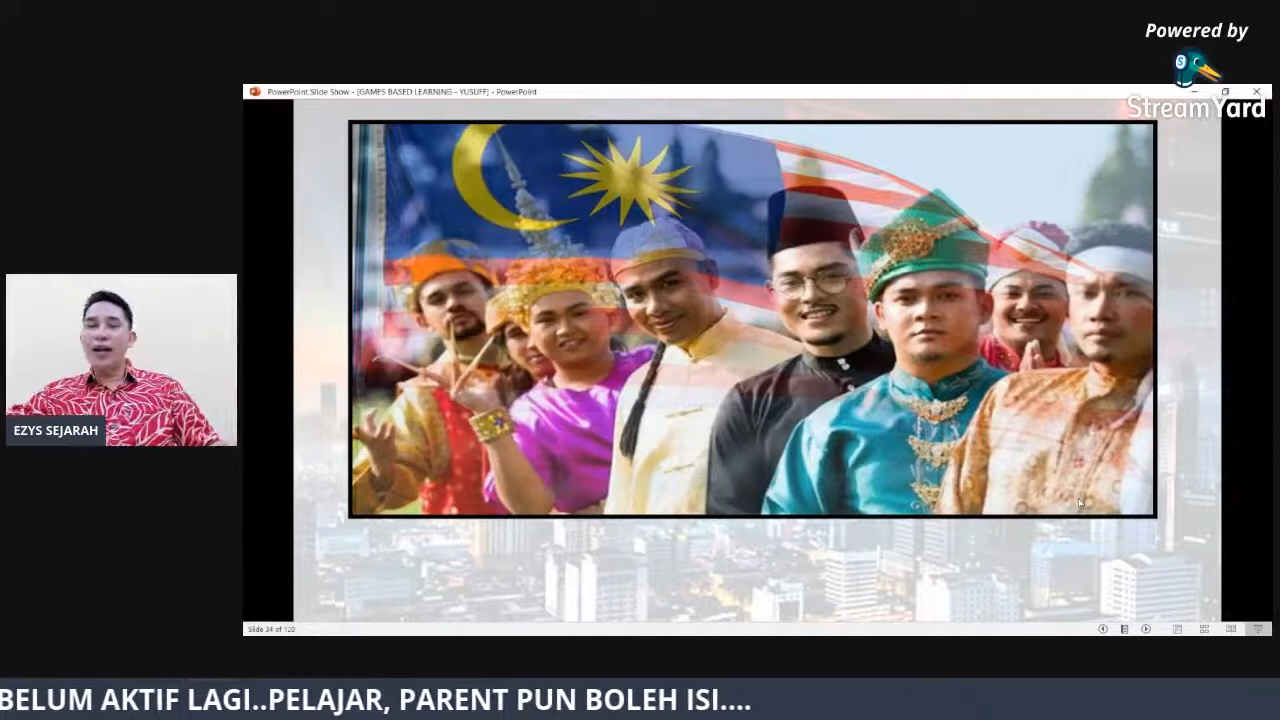 Powered by
StreamYard
PowerPoint Slide Show - [GAMES BASED LEARNING - YUSUFF] - PowerPoint
EZYS SEJARAH
Slide 34 of 120
BELUM AKTIF LAGI..PELAJAR, PARENT PUN BOLEH ISI....